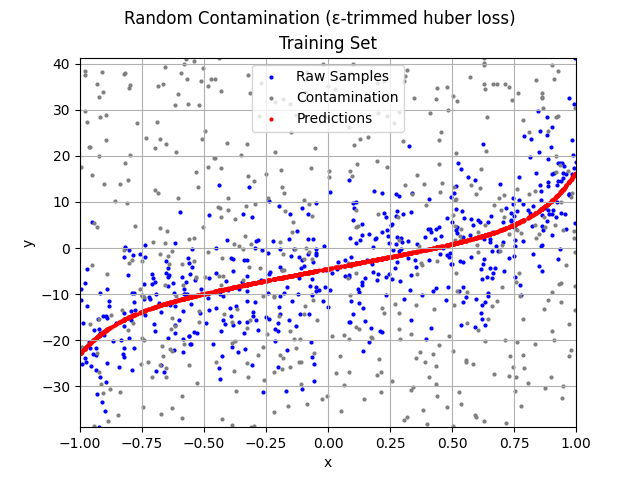 Random Contamination (ε-trimmed huber loss)
Training Set
Raw Samples
Contamination
Predictions
y
40
30
20
10
0
−10
−20
−30
−1.00 −0.75 −0.50 −0.25 0.00 0.25 0.50 0.75 1.00
x